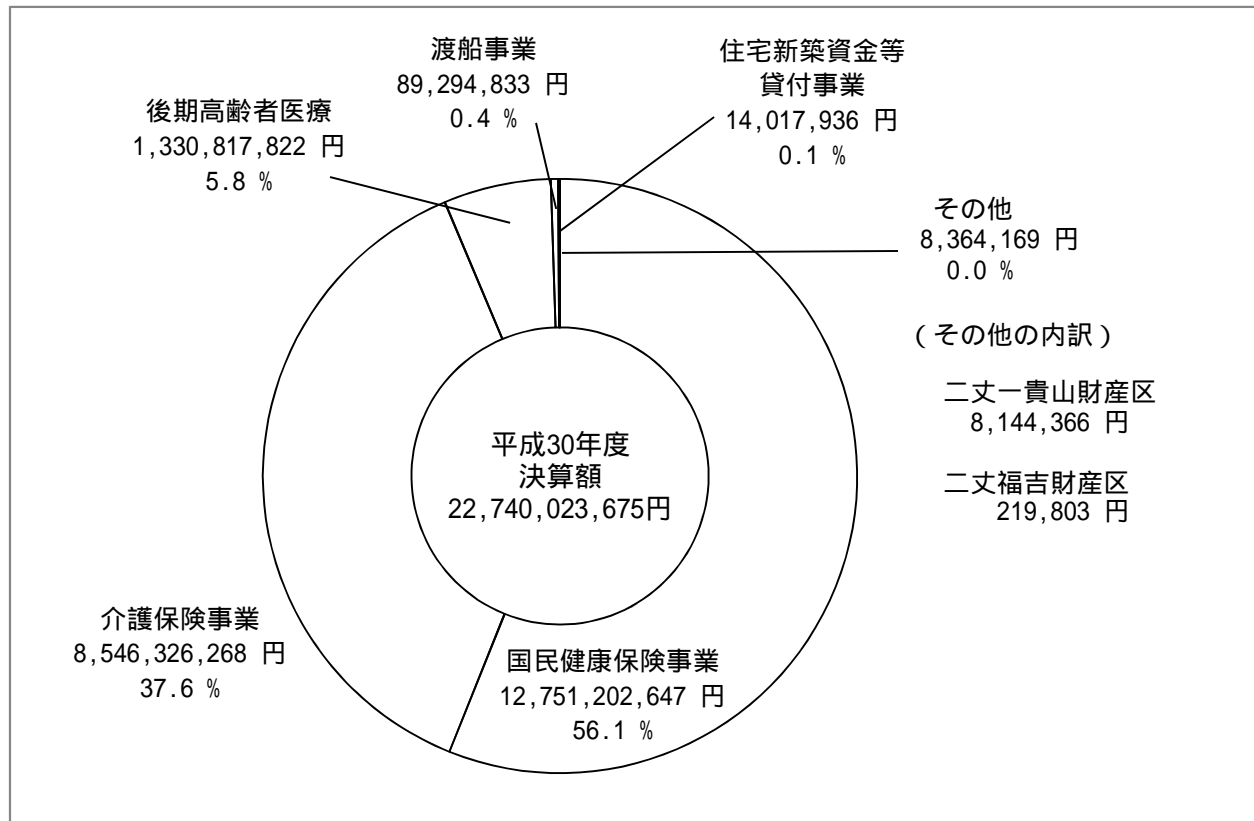 渡船事業
89,294,833 円
0.4 %
住宅新築資金等
貸付事業
14,017,936 円
0.1 %
後期高齢者医療
1,330,817,822 円
5.8 %
その他
8,364,169 円
0.0 %
(その他の内訳)
二丈一貴山財産区
8,144,366 円
二丈福吉財産区
219,803 円
平成30年度
決算額
22,740,023,675円
介護保険事業
8,546,326,268 円
37.6 %
国民健康保険事業
12,751,202,647 円
56.1 %